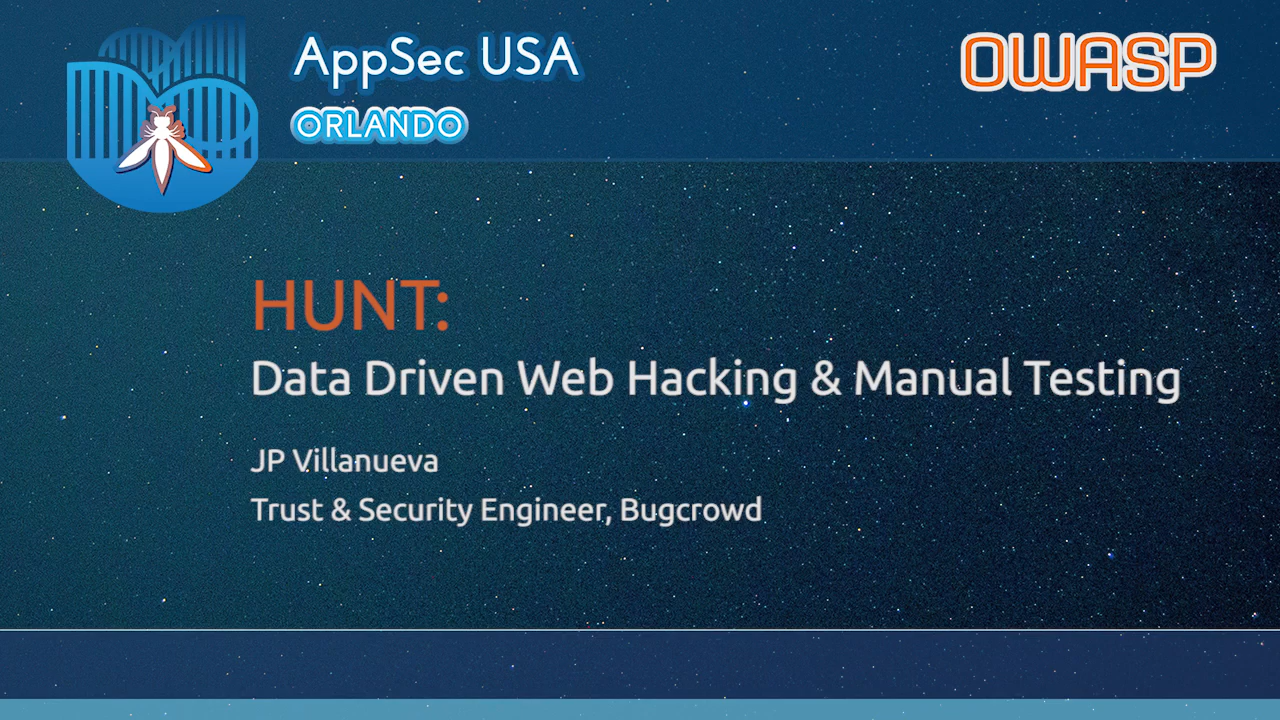 AppSec USA
ORLANDO
OWASP
HUNT:
Data Driven Web Hacking & Manual Testing
JP Villanueva
Trust & Security Engineer, Bugcrowd